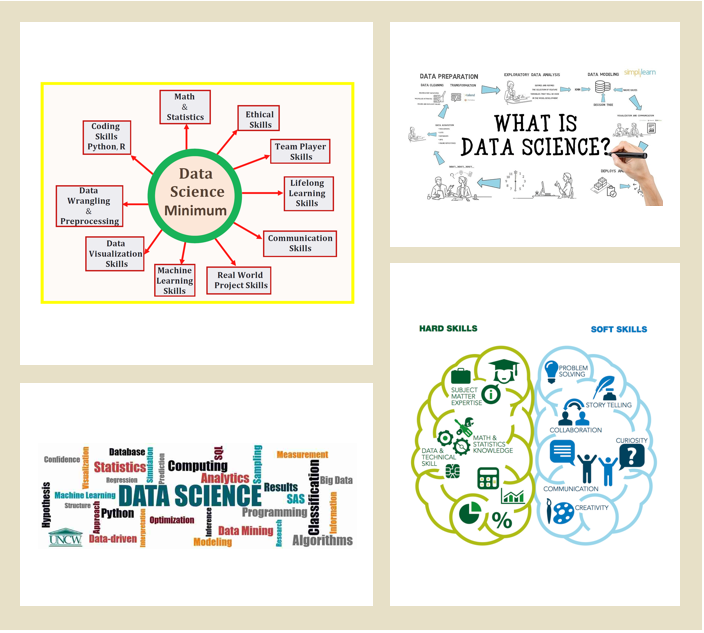 Math
&
Statistics
Ethical
Skills
Team Player
Skills
Lifelong
Learning
Skills
Communication
Skills
Real World
Project Skills
Machine
Learning
Skills
Data
Visualization
Skills
Data
Wrangling
&
Preprocessing
Coding
Skills
Python, R
Data
Science
Minimum
DATA PREPARATION
EXPLORATORY DATA ANALYSIS
DATA MODELING
simplilearn
DATA CLEANING
TRANSFORMATION
WHAT IS
DATA SCIENCE?
Confidence
Visualization
Database
Statistics
Regression
Simulation
Prediction
Computing
SQL
Analytics
Sampling
Measurement
Hypothesis
Machine Learning
Structure
DATA SCIENCE
Results
SAS
Classification
Big Data
Information
Approach
Python
Interpretation
Optimization
Inference
Programming
Data Mining
Research
UNCW
Data-driven
Modeling
Algorithms
HARD SKILLS
SOFT SKILLS
SUBJECT
MATTER
EXPERTISE
MATH &
STATISTICS
KNOWLEDGE
DATA &
TECHNICAL
SKILL
%
PROBLEM
SOLVING
STORY TELLING
COLLABORATION
CURIOSITY
?
COMMUNICATION
CREATIVITY